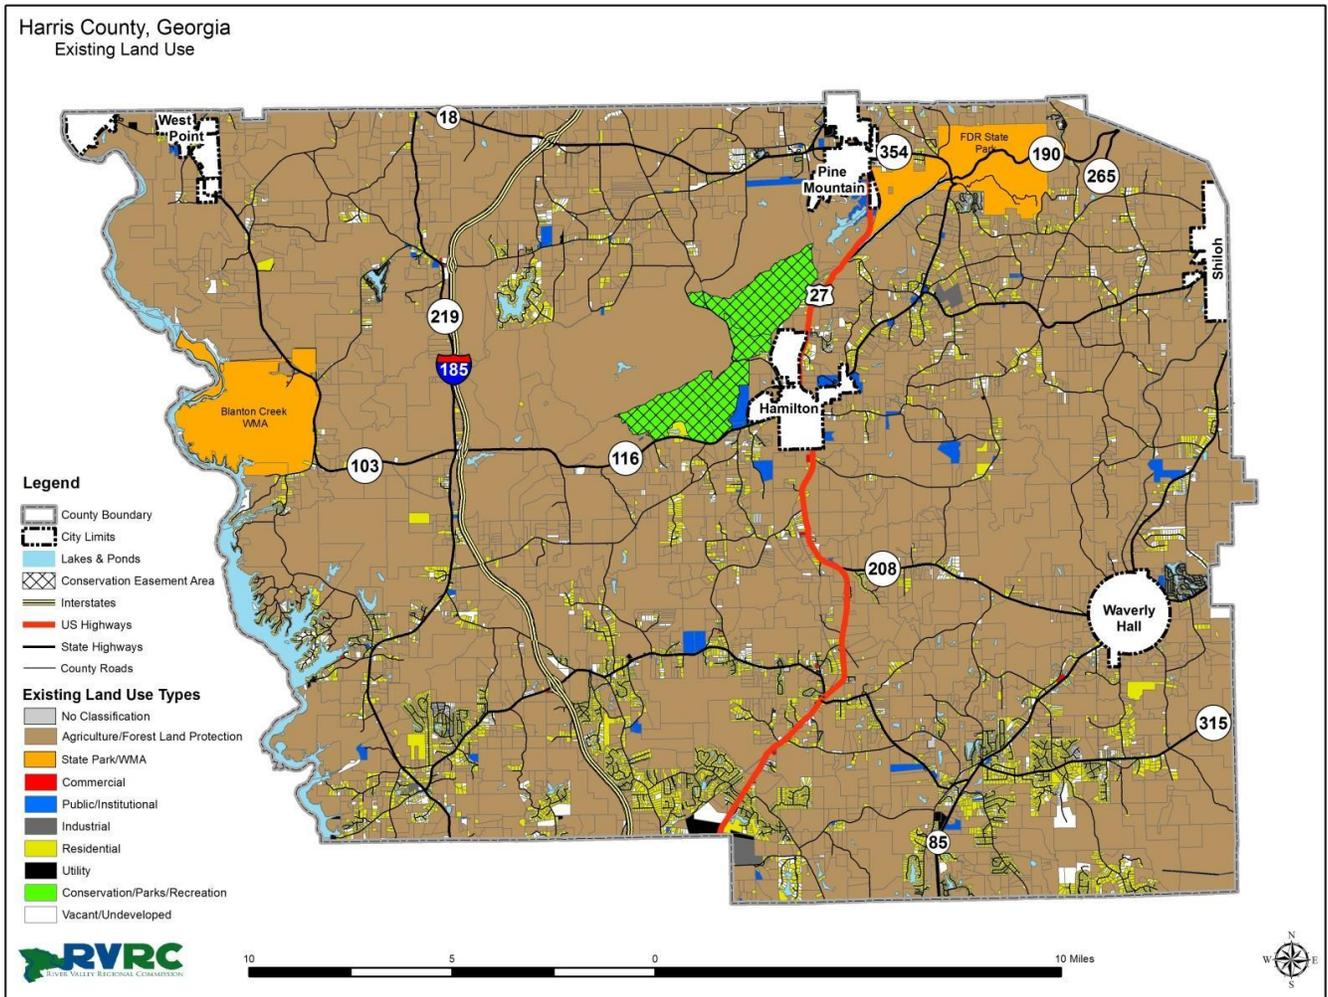 Harris County, Georgia
Existing Land Use
West
Point
18
Pine
Mountain
354
FDR State
Park
190
265
Shiloh
219
27
185
Blanton Creek
WMA
Hamilton
103
116
208
Waverly
Hall
315
85
Legend
County Boundary
City Limits
Lakes & Ponds
Conservation Easement Area
Interstates
US Highways
State Highways
County Roads
Existing Land Use Types
No Classification
Agriculture/Forest Land Protection
State Park/WMA
Commercial
Public/Institutional
Industrial
Residential
Utility
Conservation/Parks/Recreation
Vacant/Undeveloped
RVRC
RIVER VALLEY REGIONAL COMMISSION
10 5 0 10 Miles
N
W E
S